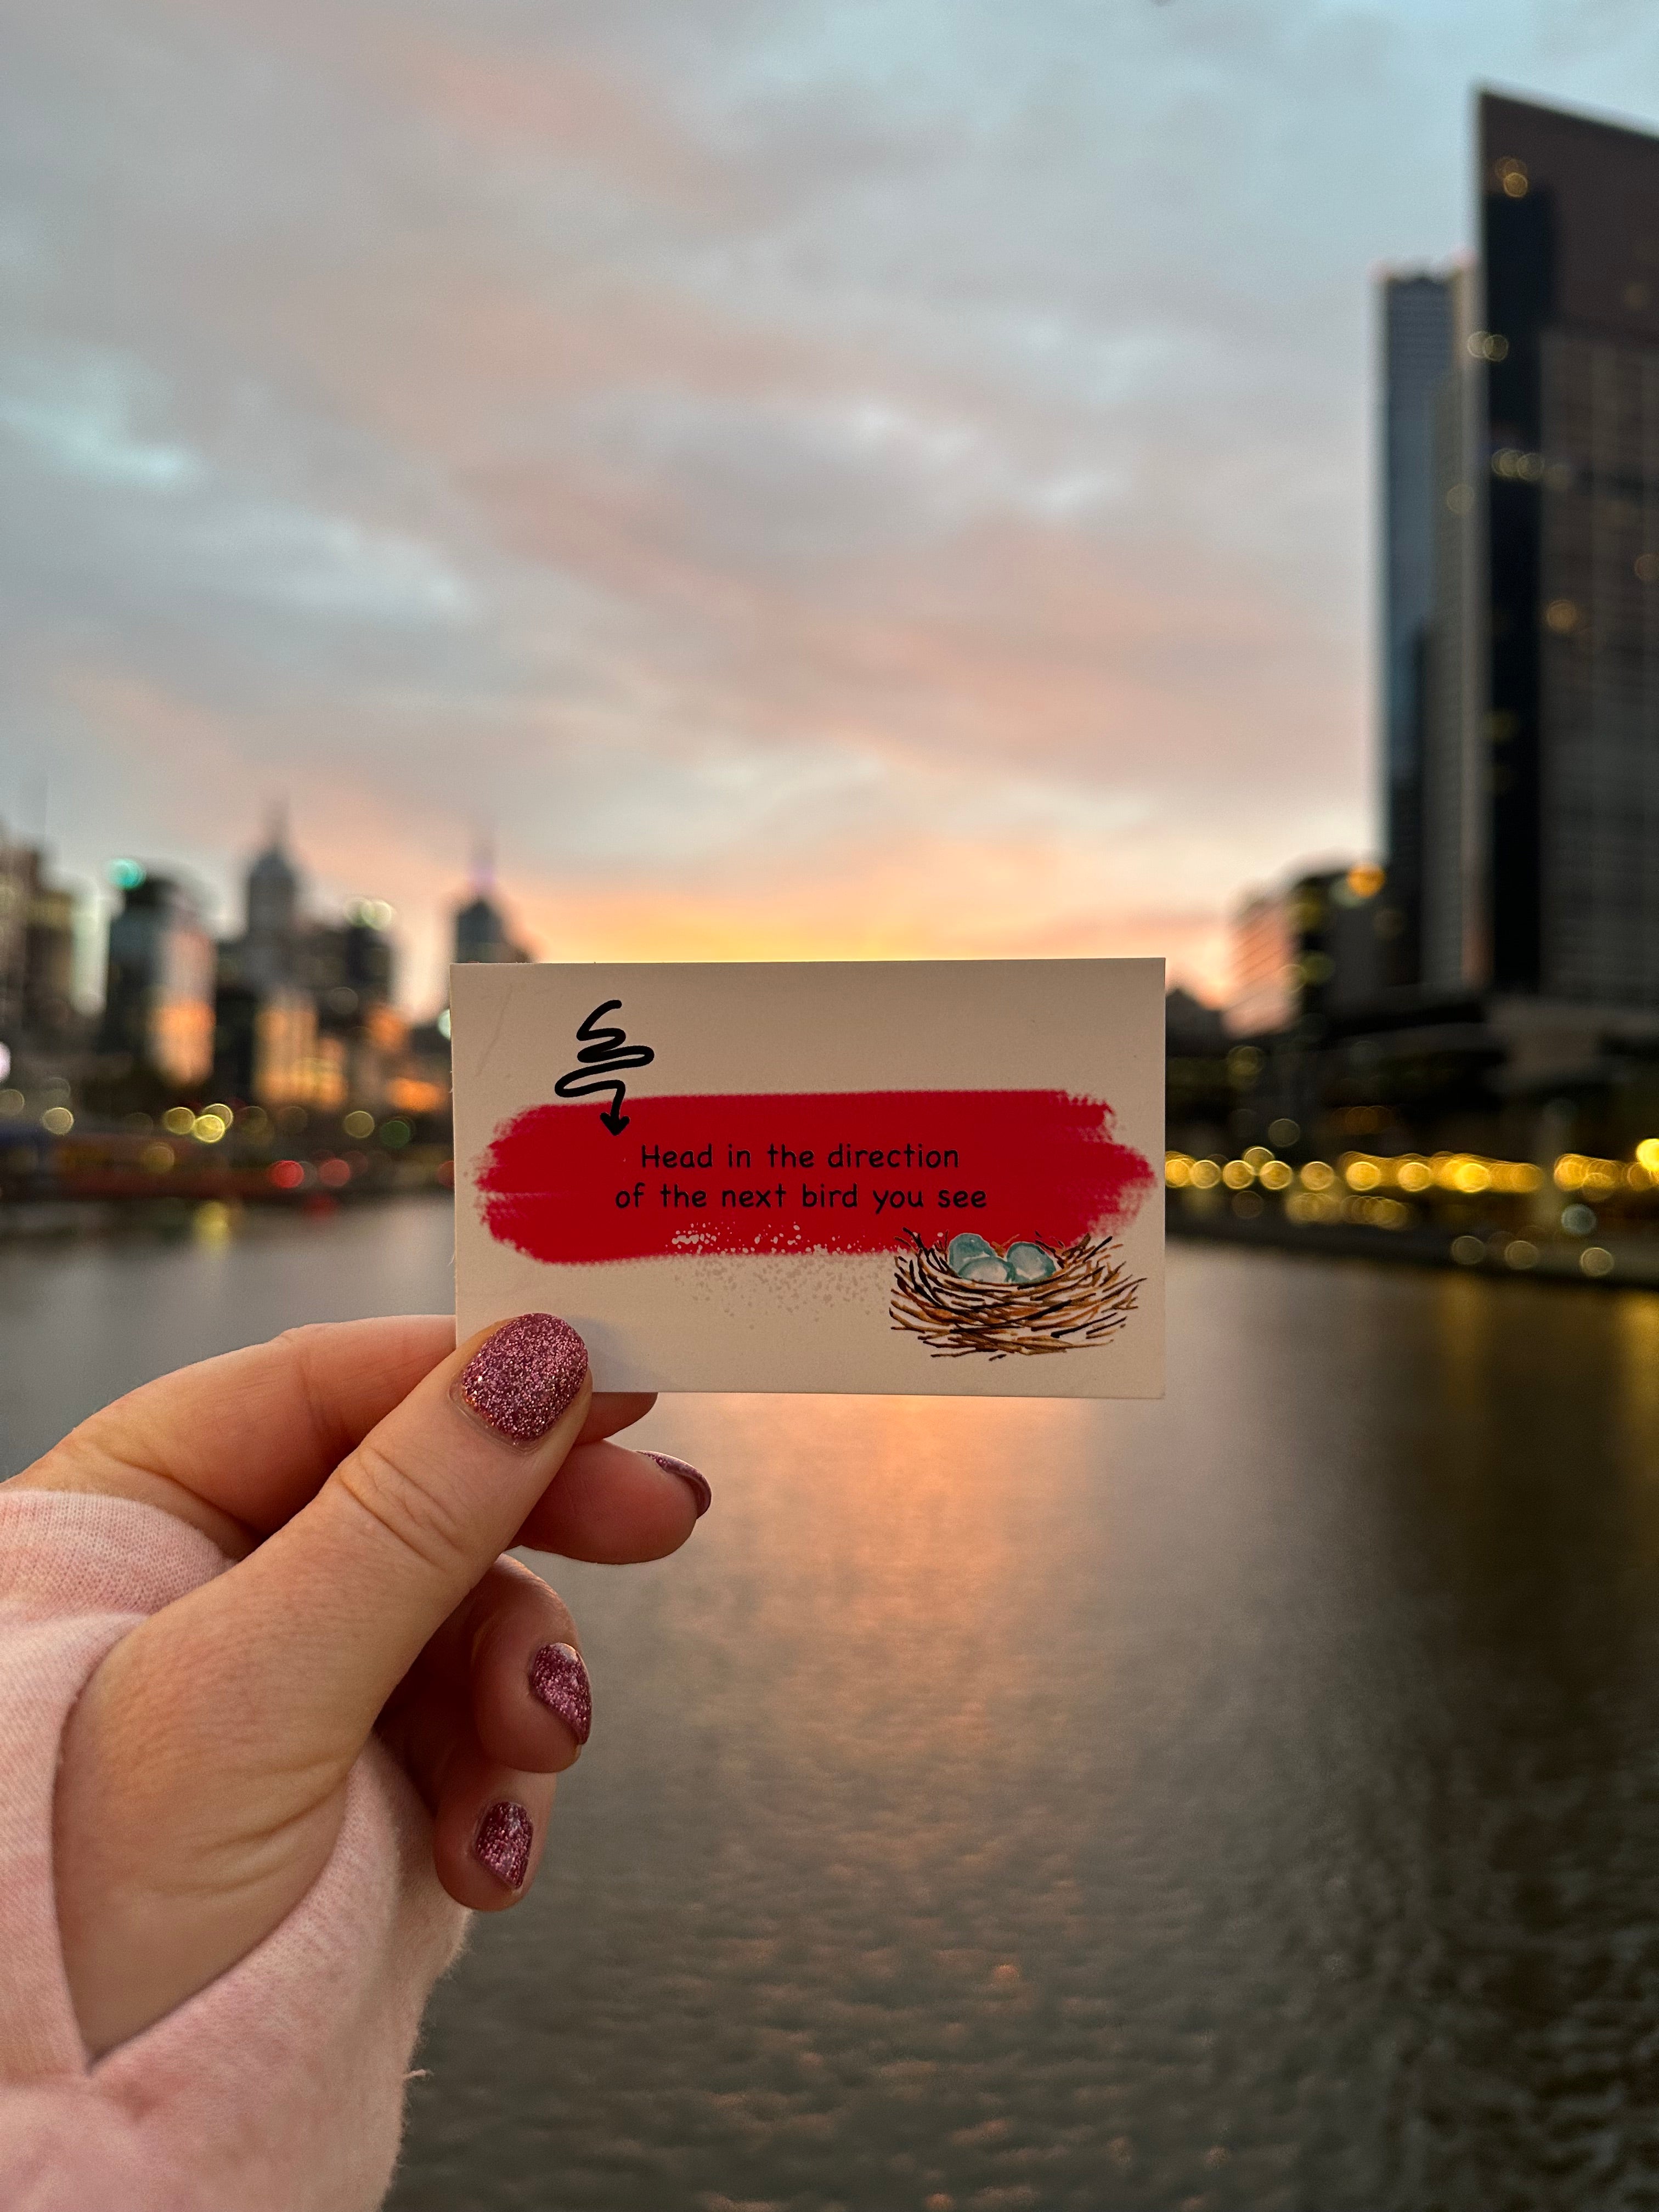 Head in the direction
of the next bird you see